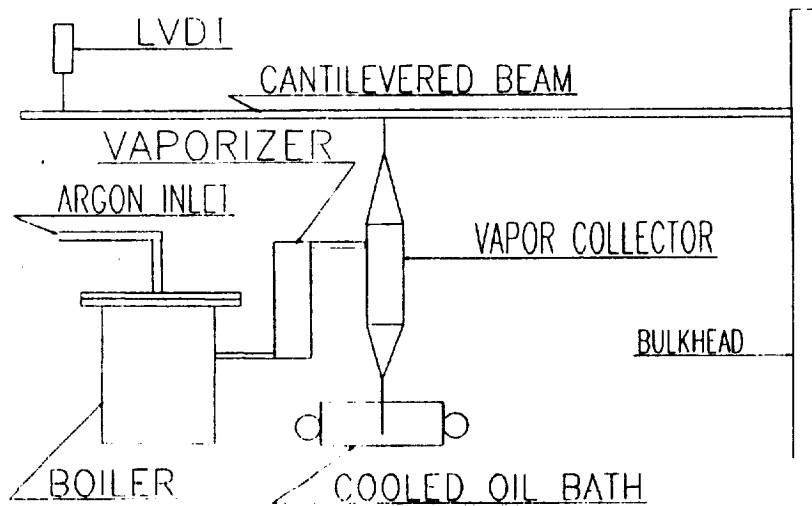 LVDT
CANTILEVERED BEAM
VAPORIZER
ARGON INLET
VAPOR COLLECTOR
BULKHEAD
BOILER
COOLED OIL BATH